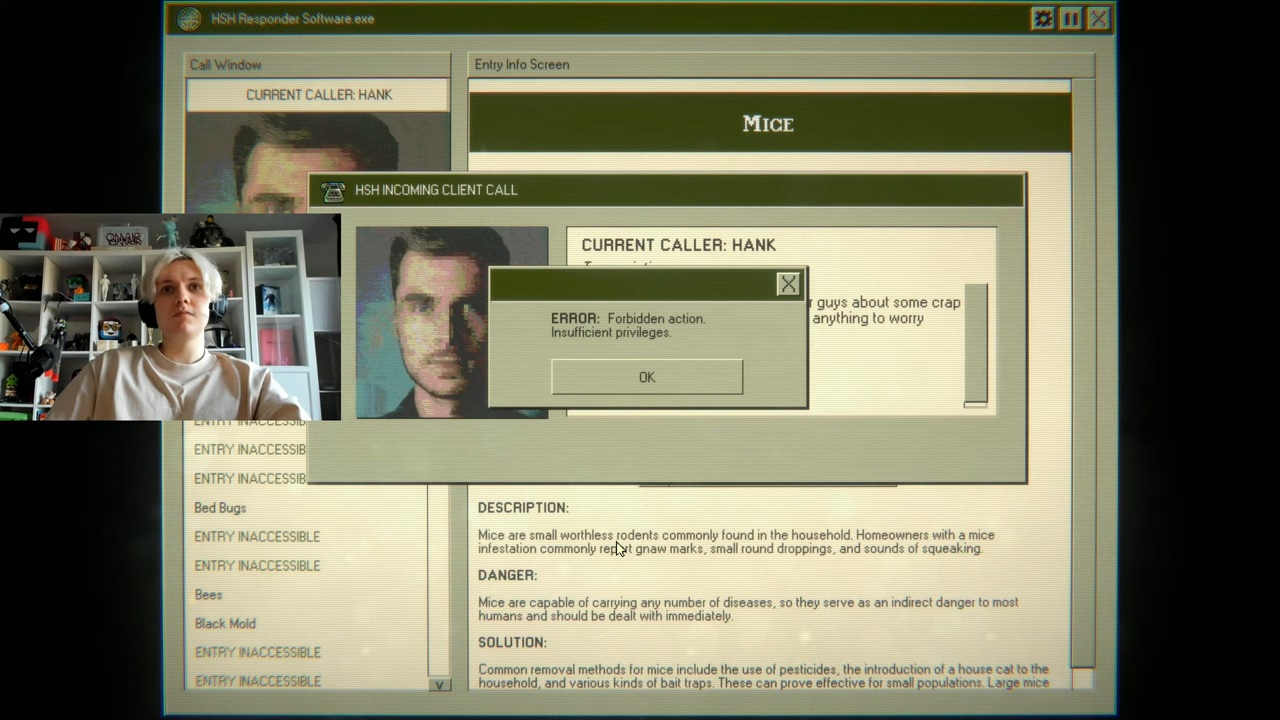 HSH Responder Software.exe
Call Window
Entry Info Screen
CURRENT CALLER: HANK
MICE
HSH INCOMING CLIENT CALL
CURRENT CALLER: HANK
r guys about some crap
anything to worry
ERROR: Forbidden action.
Insufficient privileges.
OK
ENTRY INACCESSIB
ENTRY INACCESSIB
ENTRY INACCESSIB
Bed Bugs
ENTRY INACCESSIBLE
ENTRY INACCESSIBLE
Bees
Black Mold
ENTRY INACCESSIBLE
ENTRY INACCESSIBLE
DESCRIPTION:
Mice are small worthless rodents commonly found in the household. Homeowners with a mice
infestation commonly report gnaw marks, small round droppings, and sounds of squeaking.
DANGER:
Mice are capable of carrying any number of diseases, so they serve as an indirect danger to most
humans and should be dealt with immediately.
SOLUTION:
Common removal methods for mice include the use of pesticides, the introduction of a house cat to the
household, and various kinds of bait traps. These can prove effective for small populations. Large mice